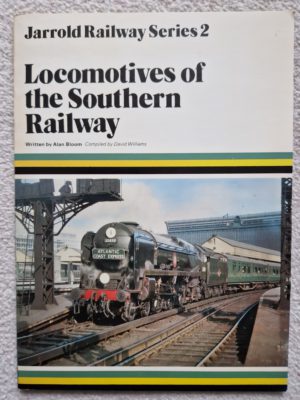 Jarrold Railway Series 2
Locomotives of
the Southern
Railway
Written by Alan Bloom Compiled by David Williams
ATLANTIC
COAST EXPRESS